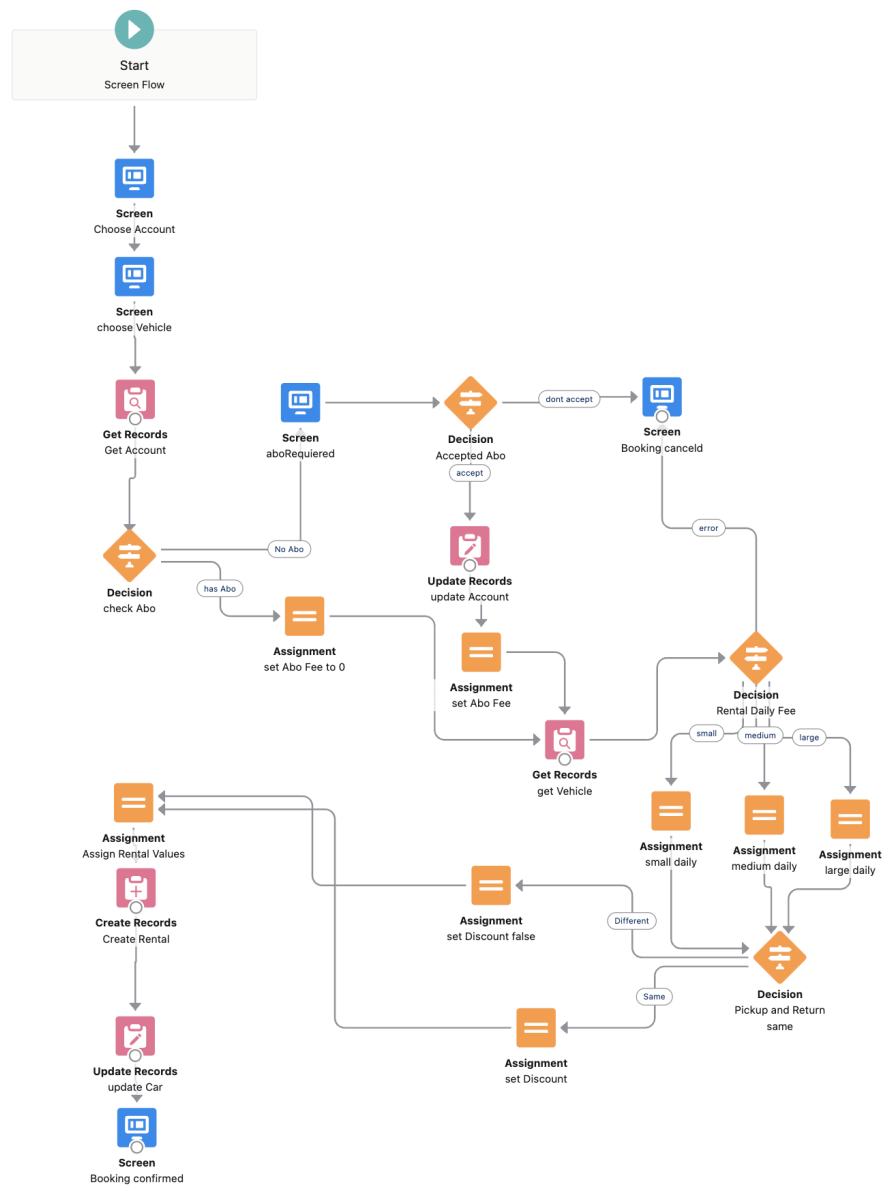 Start
Screen Flow
Screen
Choose Account
Screen
choose Vehicle
Get Records
Get Account
Screen
aboRequiered
Decision
Accepted Abo
dont accept
Screen
Booking canceld
accept
error
No Abo
Decision
check Abo
has Abo
Update Records
update Account
Assignment
set Abo Fee to 0
Assignment
set Abo Fee
Decision
Rental Daily Fee
small
medium
large
Get Records
get Vehicle
Assignment
Assign Rental Values
Assignment
small daily
Assignment
medium daily
Assignment
large daily
Create Records
Create Rental
Assignment
set Discount false
Different
Same
Decision
Pickup and Return
same
Assignment
set Discount
Update Records
update Car
Screen
Booking confirmed